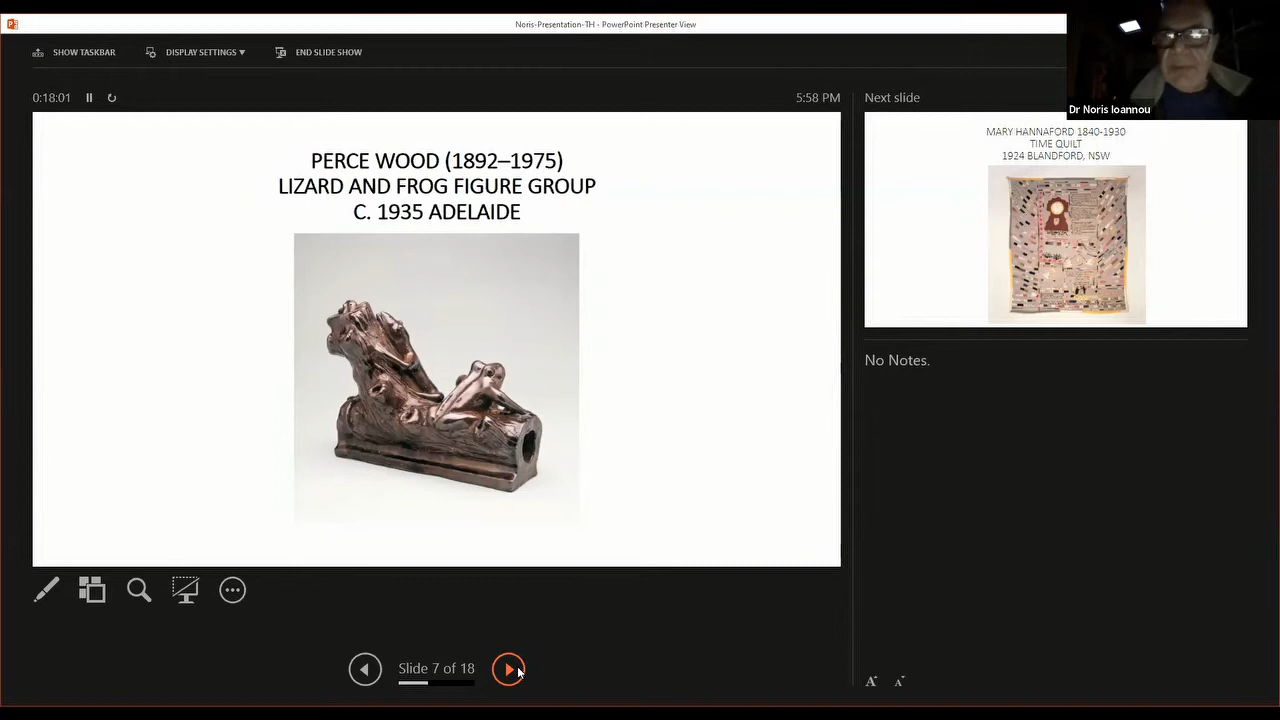 Noris-Presentation-TH - PowerPoint Presenter View
SHOW TASKBAR
DISPLAY SETTINGS ▼
END SLIDE SHOW
0:18:01
5:58 PM
Next slide
Dr Noris Ioannou
PERCE WOOD (1892–1975)
LIZARD AND FROG FIGURE GROUP
C. 1935 ADELAIDE
MARY HANNAFORD 1840-1930
TIME QUILT
1924 BLANDFORD, NSW
No Notes.
Slide 7 of 18
A A